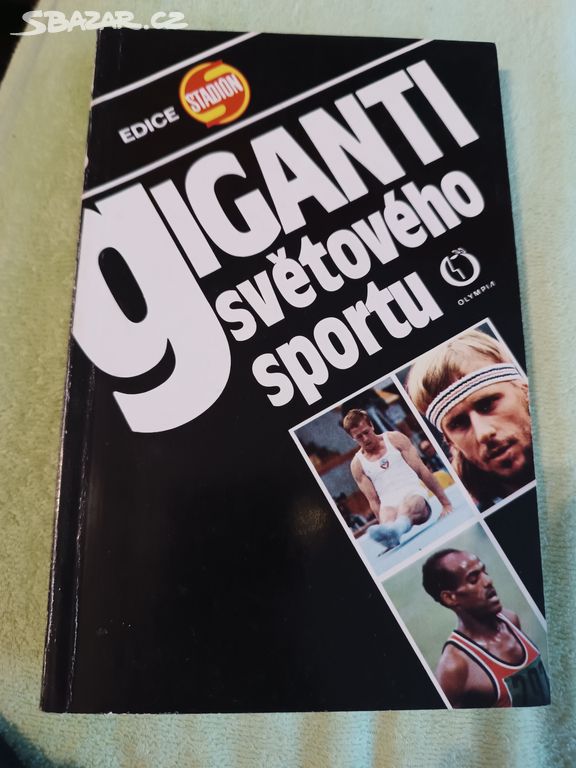 SBAZAR.CZ
EDICE STADION
gIGANTI
světového
sportu
OLYMPIA